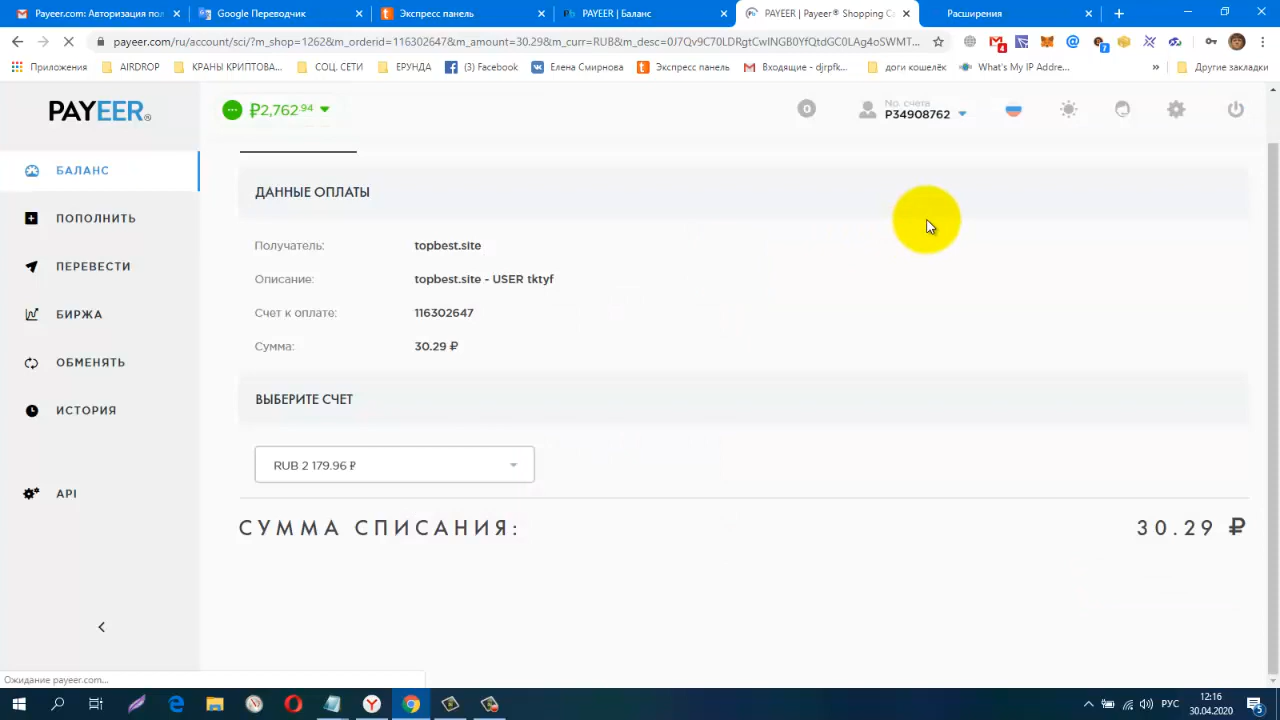 Payeer.com: Авторизация пол
Google Переводчик
Экспресс панель
PAYEER | Баланс
PAYEER | Payeer® Shopping Ca
Расширения
payeer.com/ru/account/sci/?m_shop=1262&m_orderid=116302647&m_amount=30.29&m_curr=RUB&m_desc=0J7Qv9C70LDRgtCwINGB0YfQtdGC0LAg4oSWMT...
Приложения
AIRDROP
КРАНЫ КРИПТОВА...
СОЦ. СЕТИ
ЕРУНДА
(3) Facebook
Елена Смирнова
Экспресс панель
Входящие - djrpfk...
доги кошелёк
What's My IP Addre...
»
Другие закладки
PAYEER®
₽2,762.94
0
No. счета
P34908762
БАЛАНС
ПОПОЛНИТЬ
ПЕРЕВЕСТИ
БИРЖА
ОБМЕНЯТЬ
ИСТОРИЯ
API
ДАННЫЕ ОПЛАТЫ
Получатель: topbest.site
Описание: topbest.site - USER tktyf
Счет к оплате: 116302647
Сумма: 30.29 ₽
ВЫБЕРИТЕ СЧЕТ
RUB 2 179.96 ₽
СУММА СПИСАНИЯ: 30.29 ₽
Ожидание payeer.com...
РУС
12:16
30.04.2020
5